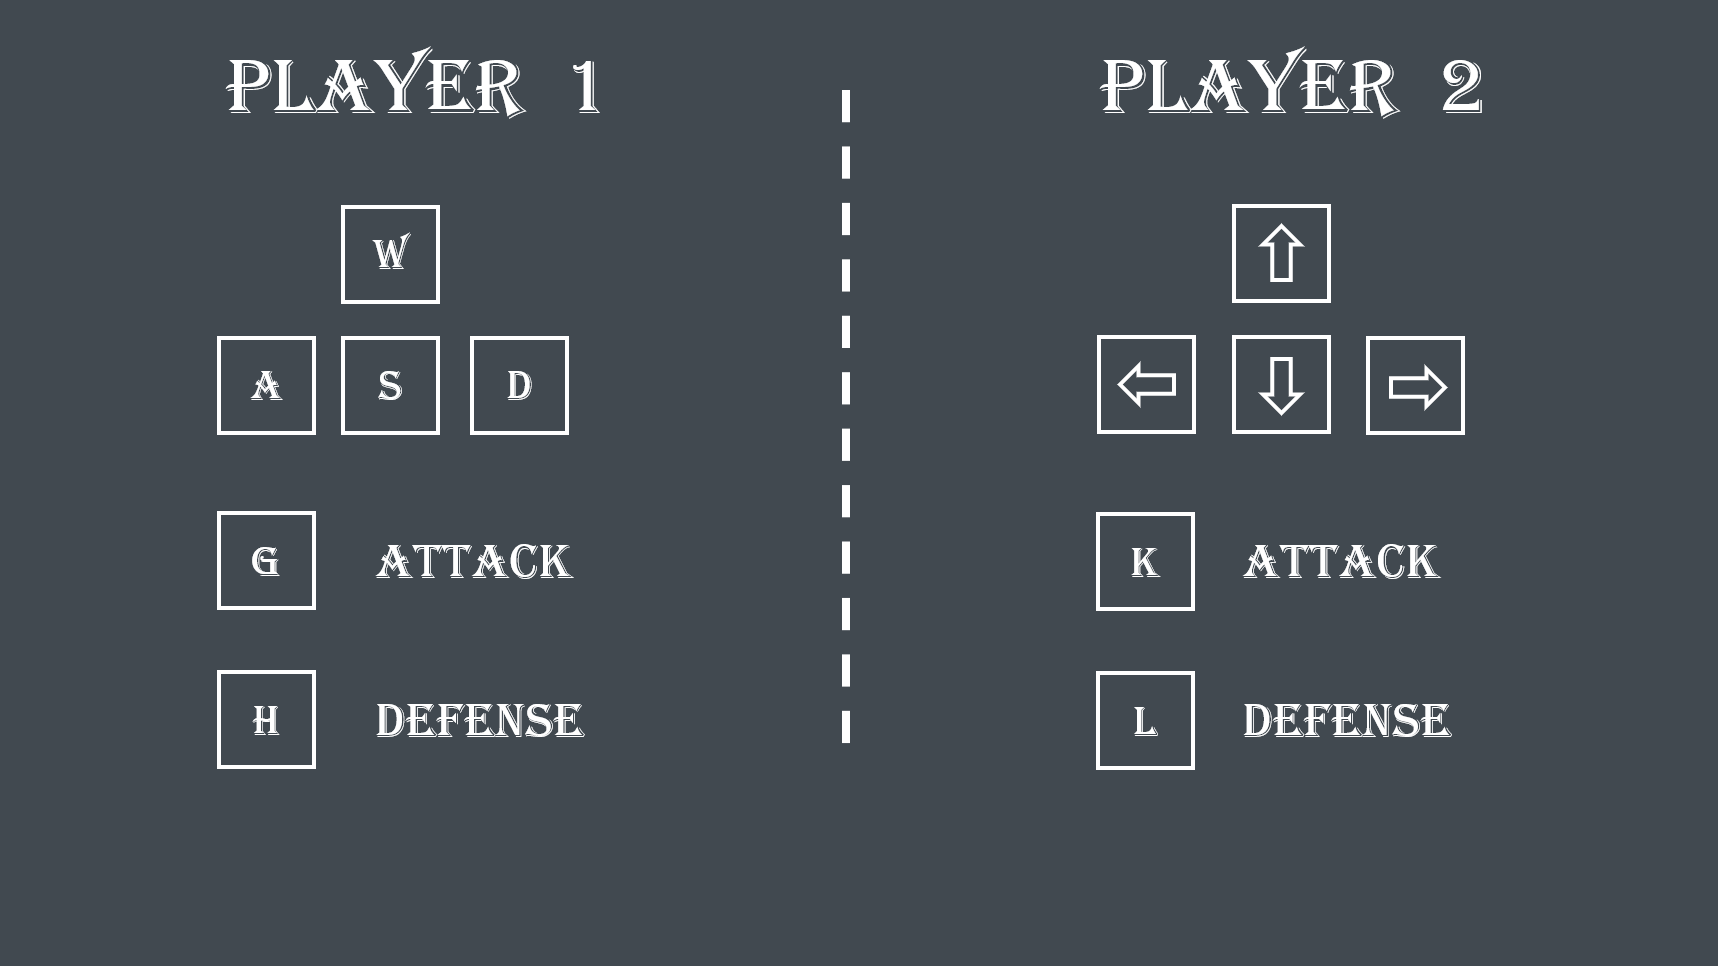 PLAYER 1
W
A S D
G ATTACK
H DEFENSE
PLAYER 2
K ATTACK
L DEFENSE